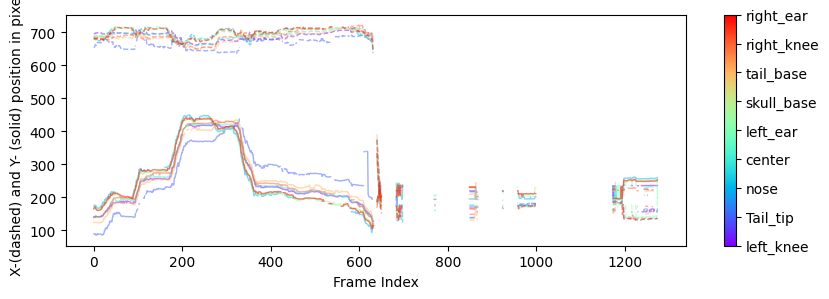 X-(dashed) and Y- (solid) position in pixe
700
600
500
400
300
200
100
0
200
400
600
800
1000
1200
Frame Index
right_ear
right_knee
tail_base
skull_base
left_ear
center
nose
Tail_tip
left_knee